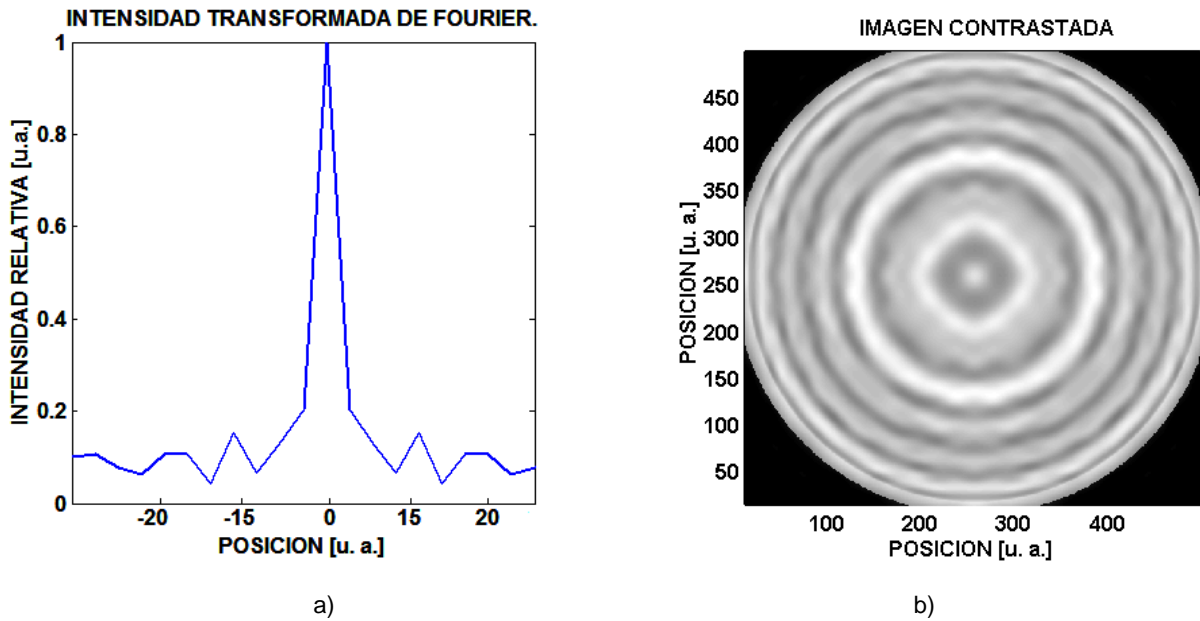 INTENSIDAD TRANSFORMADA DE FOURIER.
1
0.8
0.6
0.4
0.2
0
INTENSIDAD RELATIVA [u.a.]
-20 -15 0 15 20
POSICION [u. a.]
a)
IMAGEN CONTRASTADA
450
400
350
300
250
200
150
100
50
POSICION [u. a.]
100 200 300 400
POSICION [u. a.]
b)